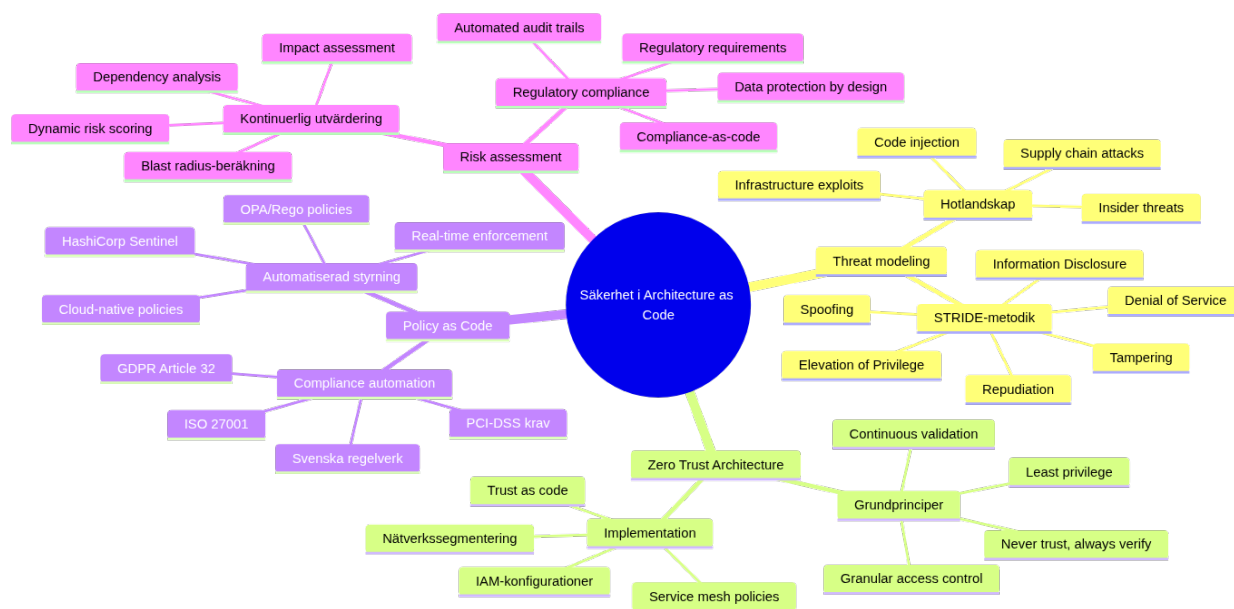 Automated audit trails
Impact assessment
Regulatory requirements
Dependency analysis
Regulatory compliance
Data protection by design
Kontinuerlig utvärdering
Dynamic risk scoring
Compliance-as-code
Blast radius-beräkning
Risk assessment
Code injection
Supply chain attacks
Infrastructure exploits
Hotlandskap
Insider threats
Threat modeling
Information Disclosure
Denial of Service
Spoofing
STRIDE-metodik
Tampering
Elevation of Privilege
Repudiation
OPA/Rego policies
HashiCorp Sentinel
Real-time enforcement
Automatiserad styrning
Cloud-native policies
Policy as Code
Säkerhet i Architecture as
Code
GDPR Article 32
Compliance automation
ISO 27001
PCI-DSS krav
Svenska regelverk
Zero Trust Architecture
Continuous validation
Least privilege
Grundprinciper
Never trust, always verify
Granular access control
Trust as code
Implementation
Nätverkssegmentering
IAM-konfigurationer
Service mesh policies